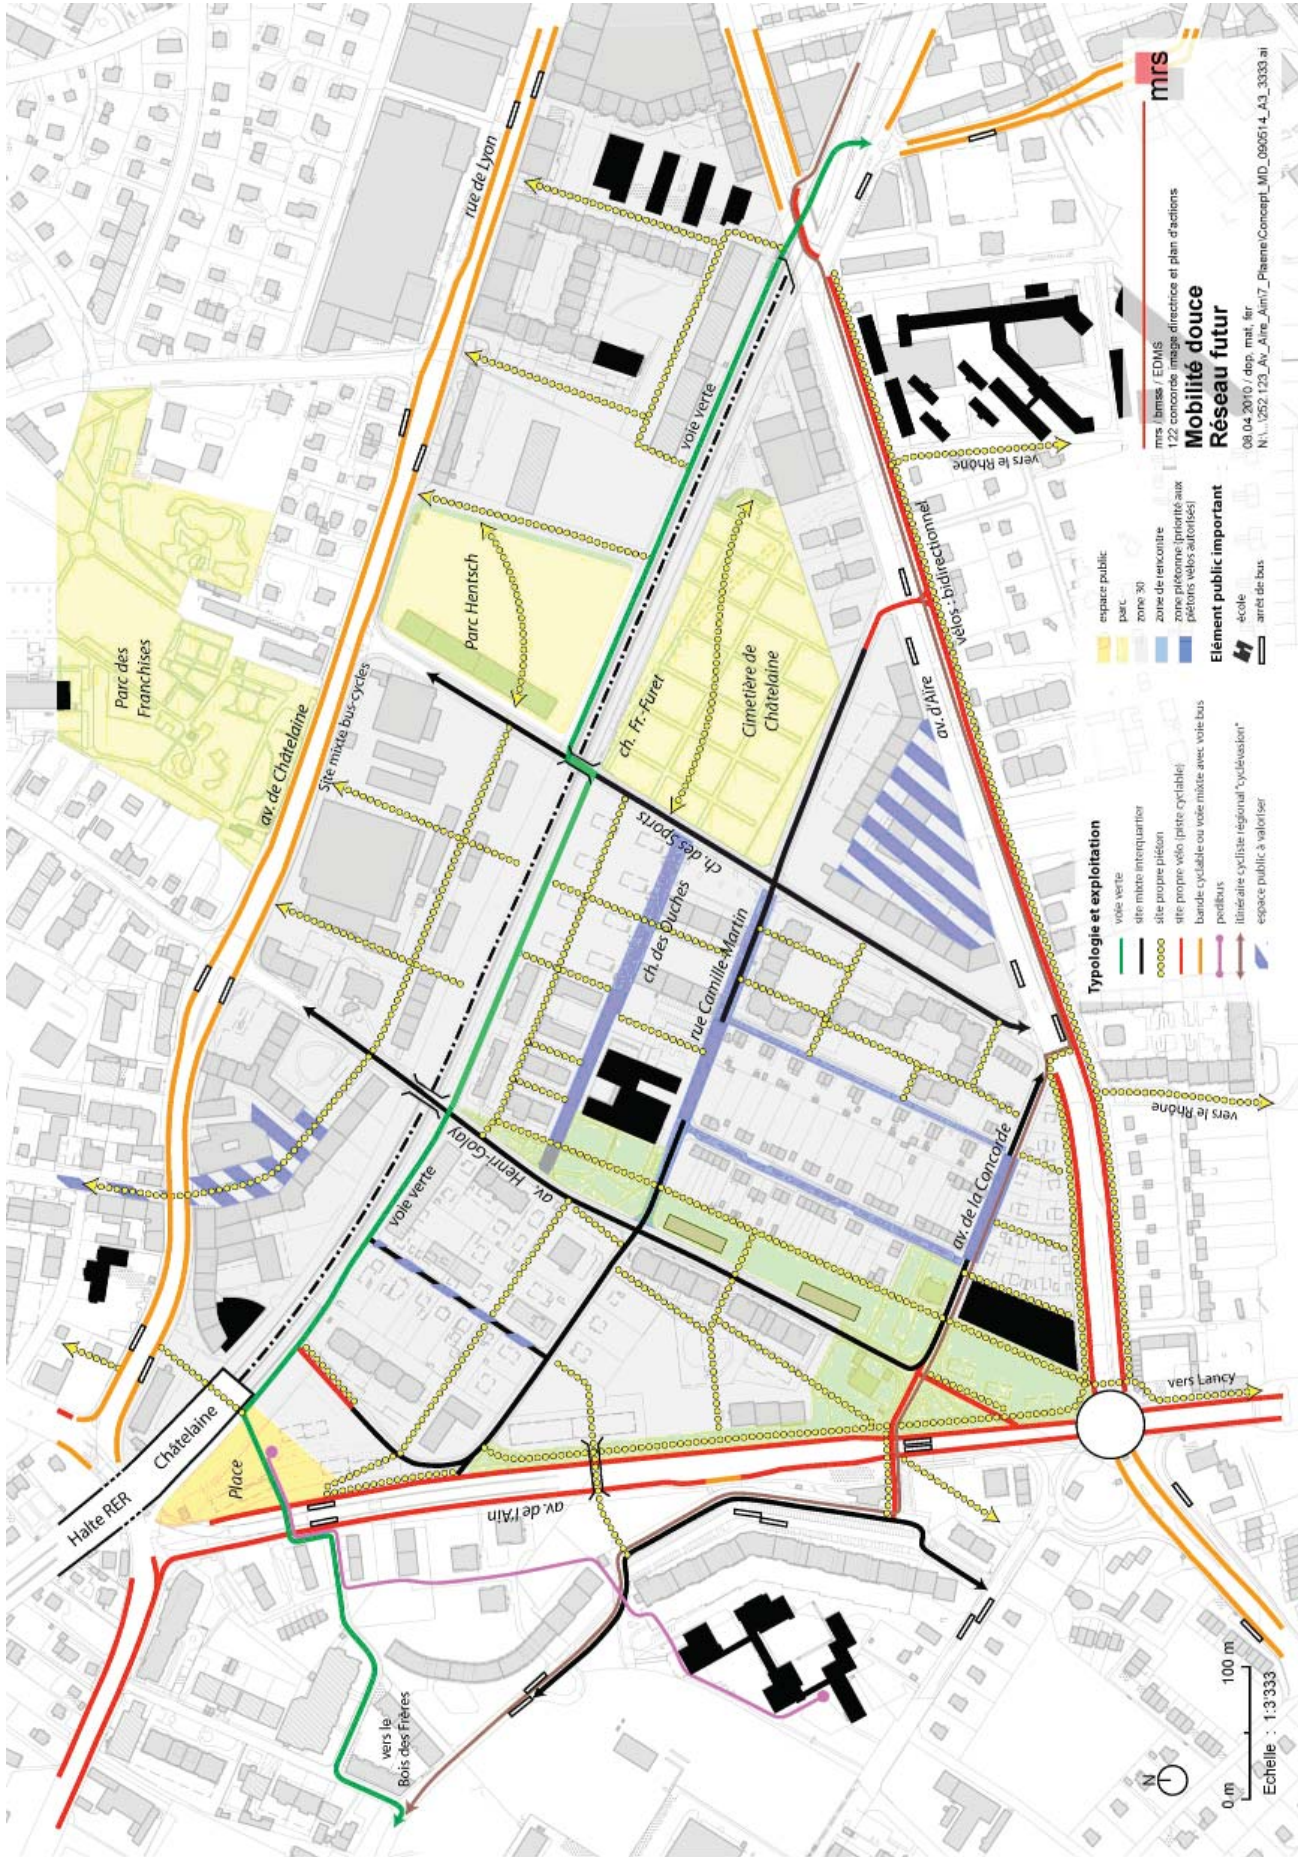 rue de Lyon
Parc des
Franchises
av. de Châtelaine
Site mixte bus-cycles
Parc Hentsch
voie verte
ch. Fr.-Furet
Cimetière de
Châtelaine
ch. des Sports
ch. des Ouches
rue Camille-Martin
av. Henri-Golay
voie verte
av. de la Concorde
av. d'Aïre
vélos : bidirectionnel
vers le Rhône
vers le Rhône
vers Lancy
av. de l'Ain
Place
Châtelaine
Halte RER
vers le
Bois des Frères
N
0 m
100 m
Echelle : 1:3'333
Typologie et exploitation
voie verte
site mixte interquartier
site propre piéton
site propre vélo (piste cyclable)
bande cyclable ou voie mixte avec voie bus
pedibus
itinéraire cycliste régional "cyclévasion"
espace public à valoriser
espace public
parc
zone 30
zone de rencontre
zone piétonne (priorité aux
piétons vélos autorisés)
Elément public important
école
arrêt de bus
mrs
mrs / bmss / EDMS
122 concorde image directrice et plan d'actions
Mobilité douce
Réseau futur
08.04.2010 / dop, mat, fer